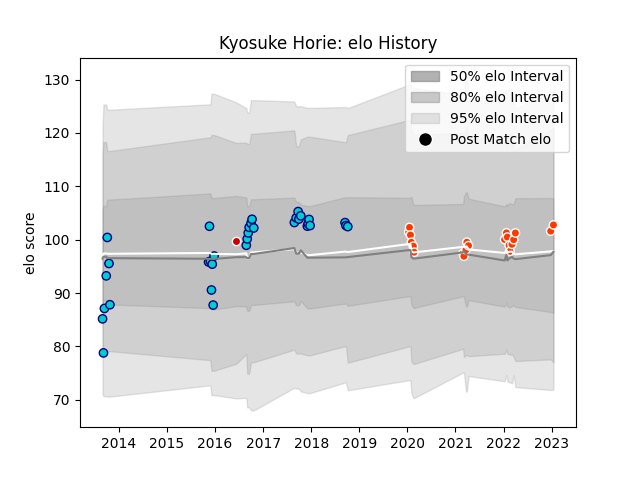 Kyosuke Horie: elo History
elo score
130
120
110
100
90
80
70
50% elo Interval
80% elo Interval
95% elo Interval
Post Match elo
2014 2015 2016 2017 2018 2019 2020 2021 2022 2023